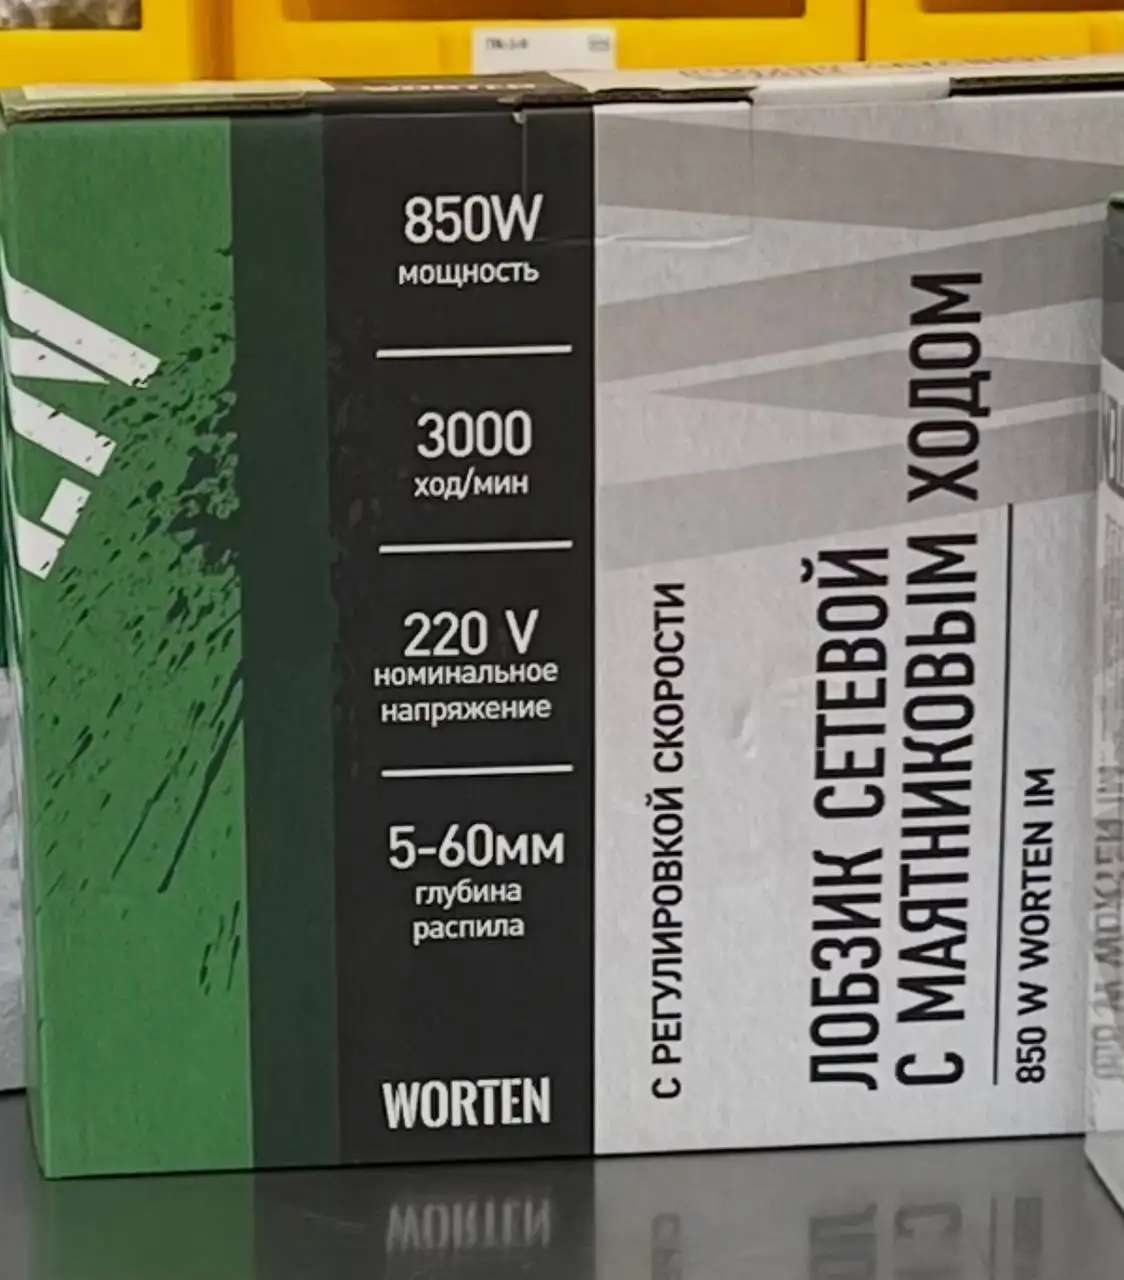 850W
мощность
3000
ход/мин
220 V
номинальное
напряжение
5-60мм
глубина
распила
WORTEN
С РЕГУЛИРОВКОЙ СКОРОСТИ
ЛОБЗИК СЕТЕВОЙ
С МАЯТНИКОВЫМ ХОДОМ
850 W WORTEN IM